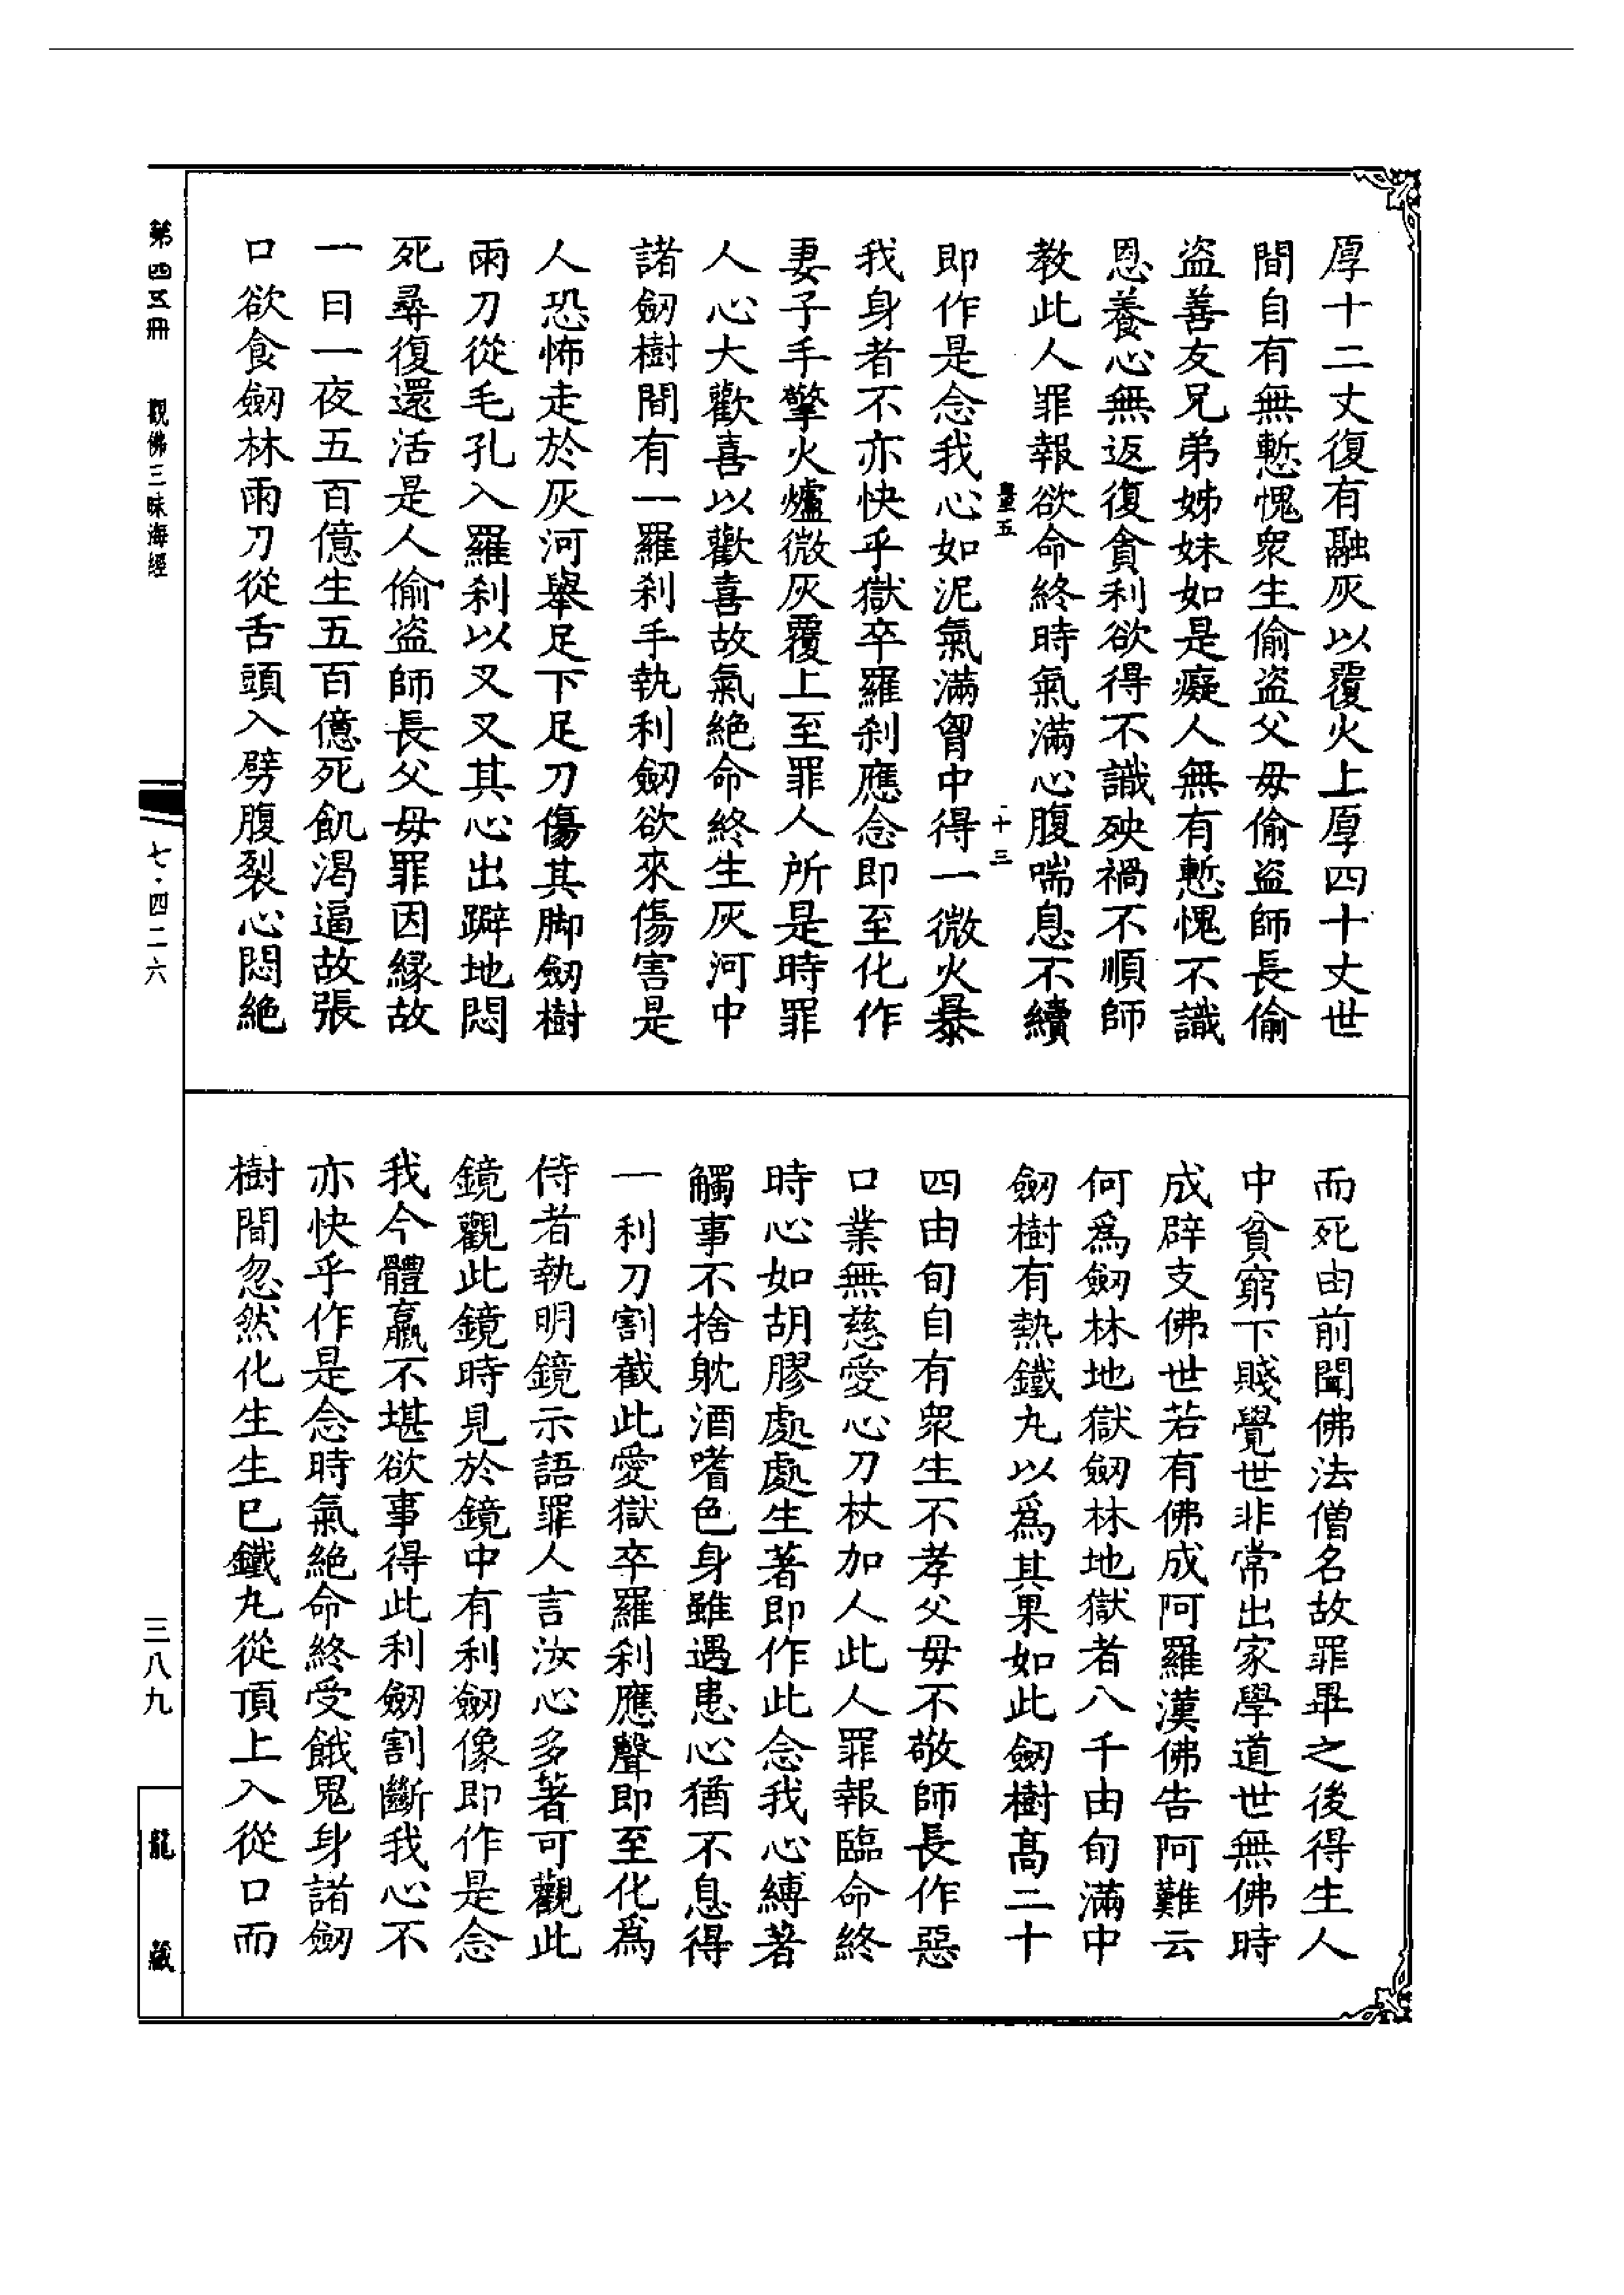 厚十二丈復有融灰以覆火上厚四十丈世
間自有無慙愧衆生偷盜父母偷盜師長偷
盜善友兄弟姊妹如是癡人無有慙愧不識
恩養心無返復貪利欲得不識殃禍不順師
教此人罪報欲命終時氣滿心腹喘息不續
十三
即作是念我心如泥氣滿胷中得一微火暴
我身者不亦快乎獄卒羅刹應念即至化作
妻子手擎火爐微灰覆上至罪人所是時罪
人心大歡喜以歡喜故氣絶命終生灰河中
諸劒樹間有一羅刹手執利劒欲來傷害是
人恐怖走於灰河舉足下足刀傷其脚劒樹
雨刀從毛孔入羅刹以叉叉其心出躃地悶
死尋復還活是人偷盜師長父母罪因緣故
一日一夜五百億生五百億死飢渴逼故張
口欲食劒林雨刀從舌頭入劈腹裂心悶絶
而死由前聞佛法僧名故罪畢之後得生人
中貧窮下賤覺世非常出家學道世無佛時
成辟支佛世若有佛成阿羅漢佛告阿難云
何爲劒林地獄劒林地獄者八千由旬滿中
劒樹有熱鐵丸以爲其果如此劒樹高二十
四由旬自有衆生不孝父母不敬師長作惡
口業無慈愛心刀杖加人此人罪報臨命終
時心如胡膠處處生著即作此念我心縛著
觸事不捨躭酒嗜色身雖遇患心猶不息得
一利刀割截此愛獄卒羅刹應聲即至化爲
侍者執明鏡示語罪人言汝心多著可觀此
鏡觀此鏡時見於鏡中有利劒像即作是念
我今體羸不堪欲事得此利劒割斷我心不
亦快乎作是念時氣絶命終受餓鬼身諸劒
樹間忽然化生生已鐵丸從頂上入從口而
第四五冊 觀佛三昧海經
七·四二六
三八九
龍藏